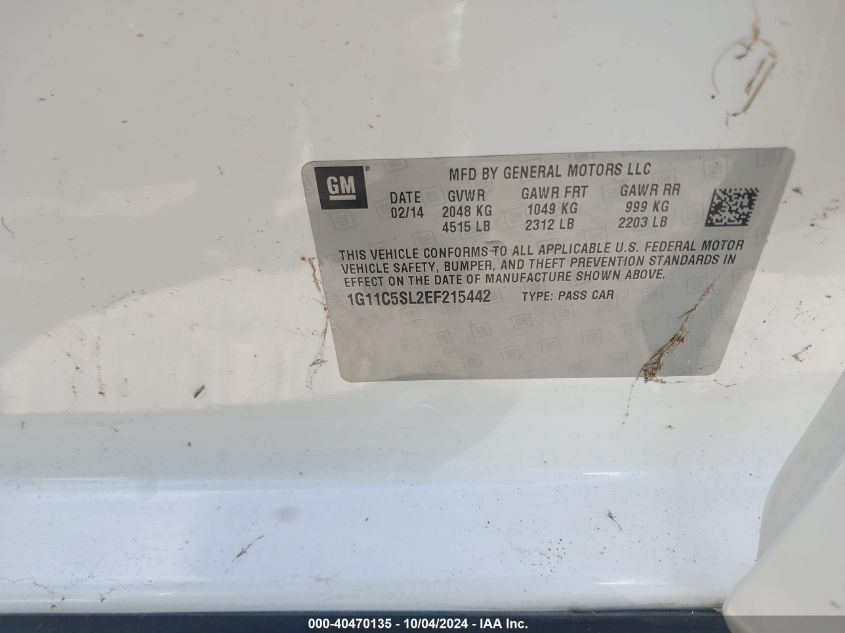 GM
MFD BY GENERAL MOTORS LLC
DATE GVWR GAWR FRT GAWR RR
02/14 2048 KG 1049 KG 999 KG
4515 LB 2312 LB 2203 LB
THIS VEHICLE CONFORMS TO ALL APPLICABLE U.S. FEDERAL MOTOR
VEHICLE SAFETY, BUMPER, AND THEFT PREVENTION STANDARDS IN
EFFECT ON THE DATE OF MANUFACTURE SHOWN ABOVE.
1G11C5SL2EF215442 TYPE: PASS CAR
000-40470135 - 10/04/2024 - IAA Inc.